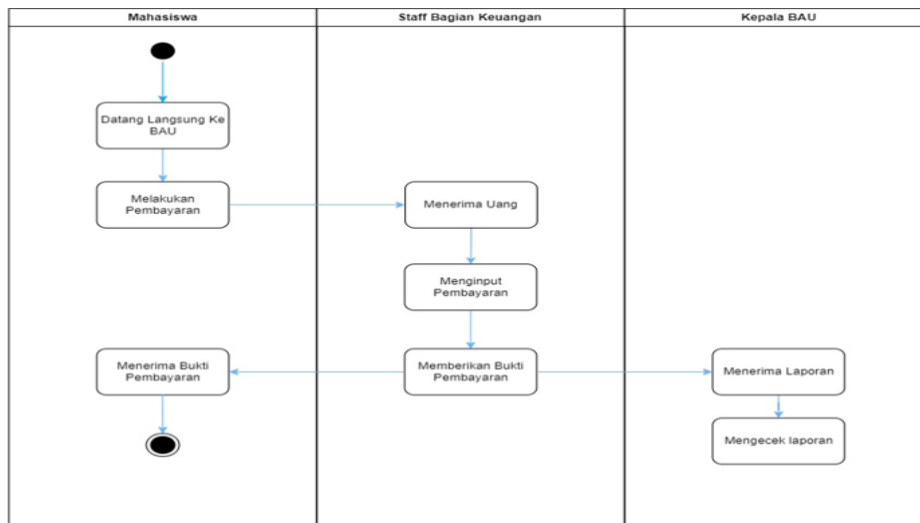 Mahasiswa
Staff Bagian Keuangan
Kepala BAU
Datang Langsung Ke
BAU
Melakukan
Pembayaran
Menerima Uang
Menginput
Pembayaran
Menerima Bukti
Pembayaran
Memberikan Bukti
Pembayaran
Menerima Laporan
Mengecek laporan